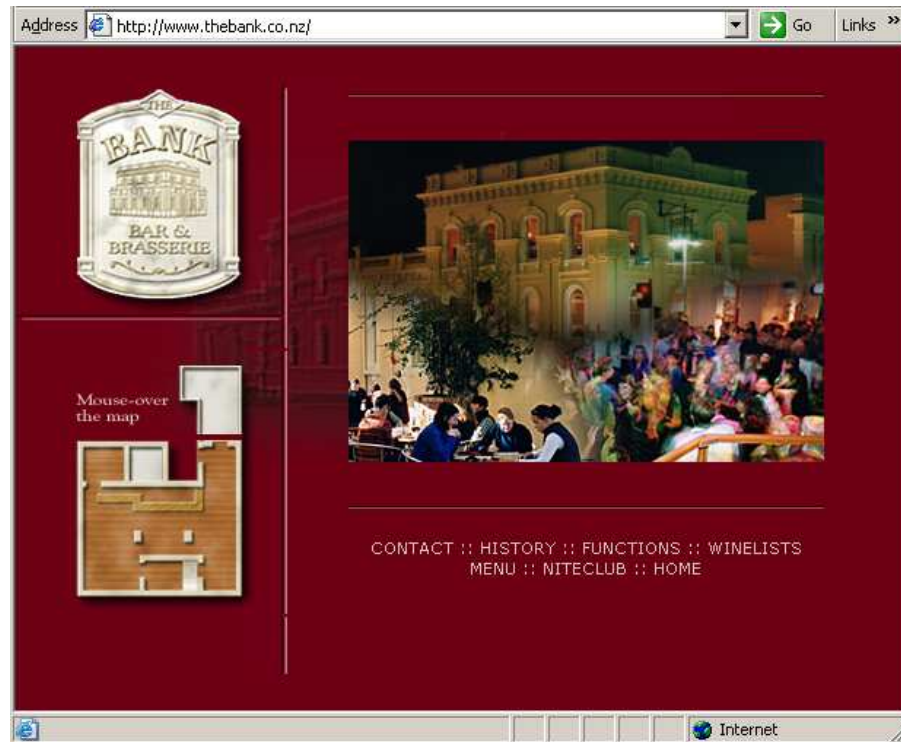 Address http://www.thebank.co.nz/ Go Links »
THE
BANK
BAR &
BRASSERIE
Mouse-over
the map
CONTACT :: HISTORY :: FUNCTIONS :: WINELISTS
MENU :: NITECLUB :: HOME
Internet